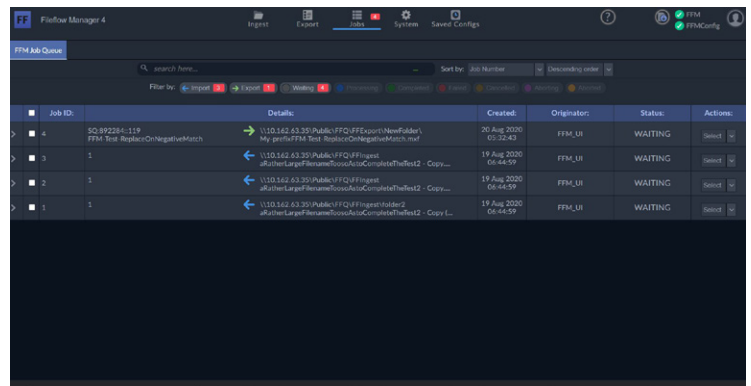 FF Fileflow Manager 4
Ingest Export Jobs 4 System Saved Configs
? FFM
FFMConfig
FFM Job Queue
search here... Sort by: Job Number Descending order
Filter by: Import 3 Export 1 Waiting 4 Processing Completed Failed Cancelled Aborting Aborted
Job ID: Details: Created: Originator: Status: Actions:
4 SQ:892284::119 \\10.162.63.35\Public\FFQ\FFExport\NewFolder\ 20 Aug 2020 FFM_UI WAITING Select
FFM-Test-ReplaceOnNegativeMatch My-prefixFFM-Test-ReplaceOnNegativeMatch.mxf 05:32:43
3 1 \\10.162.63.35\Public\FFQ\FFIngest 19 Aug 2020 FFM_UI WAITING Select
aRatherLargeFilenameToosoAutoCompleteTheTest2 - Copy.... 06:44:59
2 1 \\10.162.63.35\Public\FFQ\FFIngest 19 Aug 2020 FFM_UI WAITING Select
aRatherLargeFilenameToosoAutoCompleteTheTest2 - Copy.... 06:44:59
1 1 \\10.162.63.35\Public\FFQ\FFIngest\folder2 19 Aug 2020 FFM_UI WAITING Select
aRatherLargeFilenameToosoAutoCompleteTheTest2 - Copy (... 06:44:59